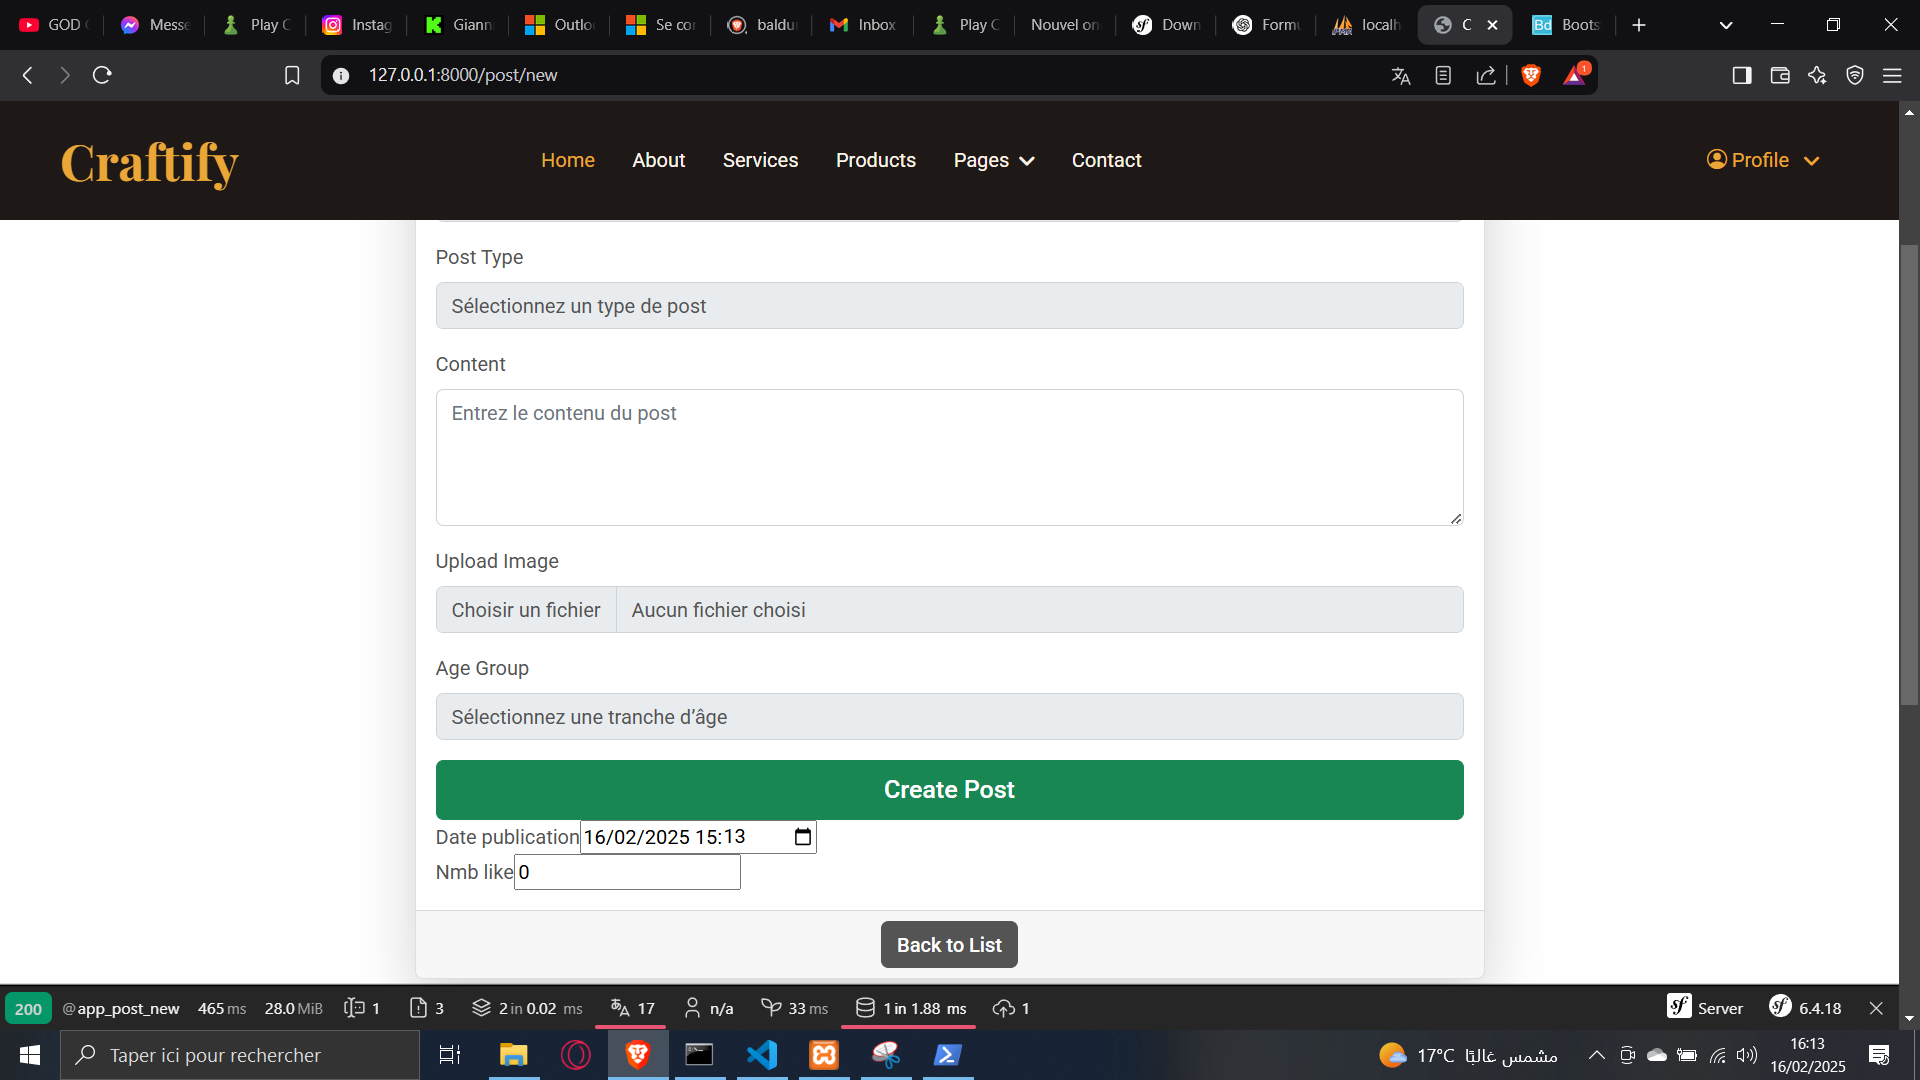 GOD
Messe
Play C
Instag
Giann
Outlo
Se co
baldu
Inbox
Play C
Nouvel on
Down
Form
localh
C
Boots
127.0.0.1:8000/post/new
1
Craftify
Home
About
Services
Products
Pages
Contact
Profile
Post Type
Sélectionnez un type de post
Content
Entrez le contenu du post
Upload Image
Choisir un fichier
Aucun fichier choisi
Age Group
Sélectionnez une tranche d’âge
Create Post
Date publication 16/02/2025 15:13
Nmb like 0
Back to List
200 @app_post_new 465 ms 28.0 MiB 1 3 2 in 0.02 ms 17 n/a 33 ms 1 in 1.88 ms 1 Server 6.4.18
Taper ici pour rechercher
17°C مشمس غالبًا
16:13
16/02/2025